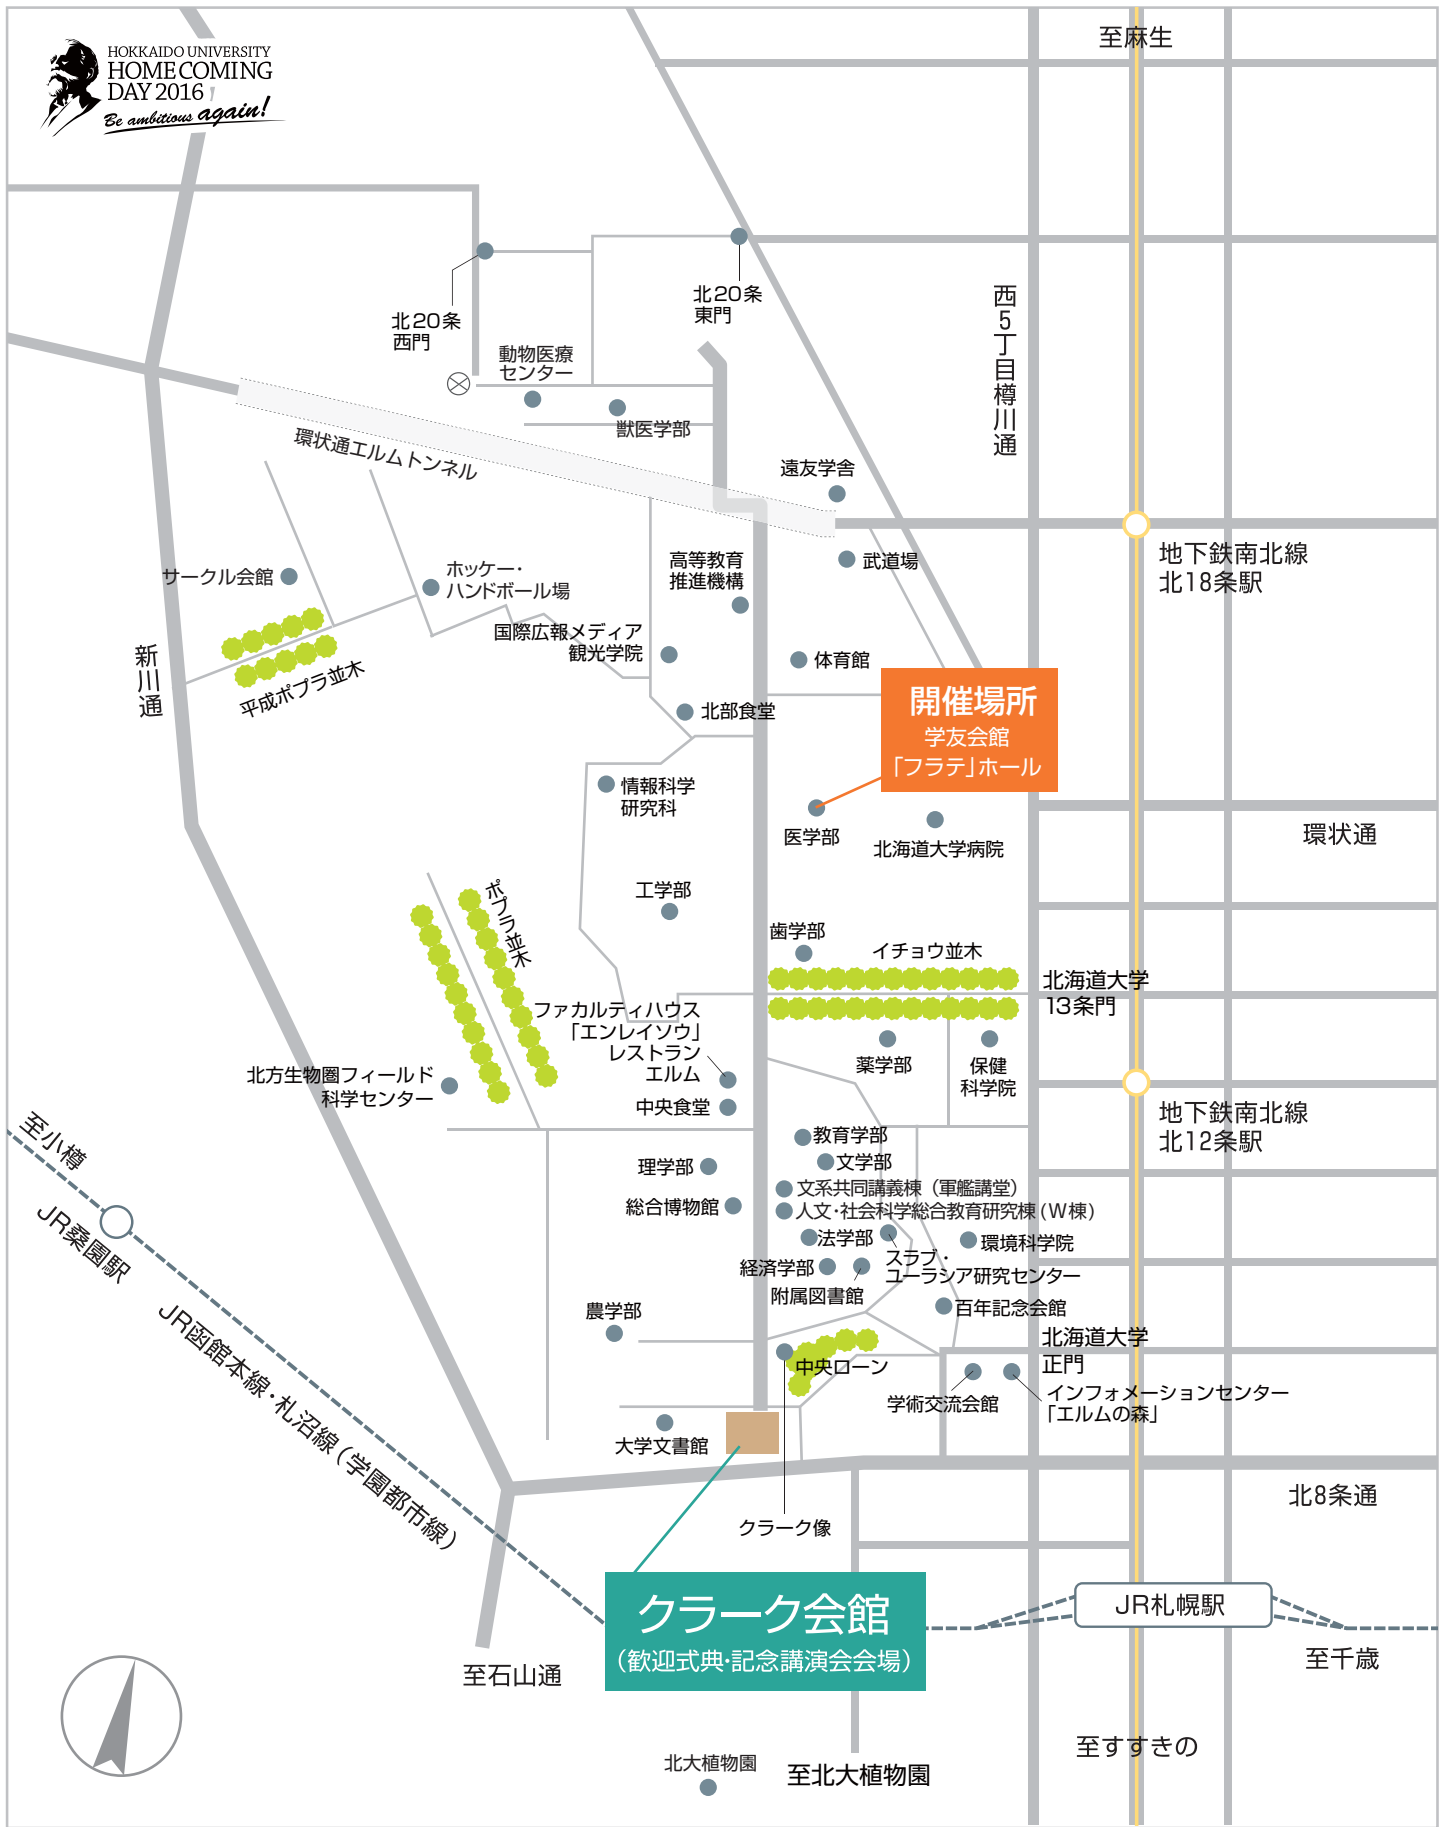 HOKKAIDO UNIVERSITY
HOME COMING
DAY 2016
Be ambitious again!
至麻生
北20条
西門
北20条
東門
西5丁目樽川通
動物医療
センター
獣医学部
環状通エルムトンネル
遠友学舎
地下鉄南北線
北18条駅
武道場
高等教育
推進機構
サークル会館
ホッケー・
ハンドボール場
国際広報メディア
観光学院
体育館
新川通
平成ポプラ並木
北部食堂
開催場所
学友会館
「フラテ」ホール
情報科学
研究科
医学部
北海道大学病院
環状通
工学部
ポプラ並木
歯学部
イチョウ並木
北海道大学
13条門
ファカルティハウス
「エンレイソウ」
レストラン
エルム
薬学部
保健
科学院
北方生物圏フィールド
科学センター
中央食堂
地下鉄南北線
北12条駅
至小樽
JR桑園駅
教育学部
文学部
理学部
文系共同講義棟（軍艦講堂）
総合博物館
人文・社会科学総合教育研究棟(W棟)
法学部
環境科学院
スラブ・
ユーラシア研究センター
経済学部
附属図書館
百年記念会館
農学部
北海道大学
正門
JR函館本線・札沼線（学園都市線）
中央ローン
学術交流会館
インフォメーションセンター
「エルムの森」
大学文書館
北8条通
クラーク像
クラーク会館
（歓迎式典・記念講演会会場）
JR札幌駅
至石山通
至千歳
至すすきの
北大植物園
至北大植物園